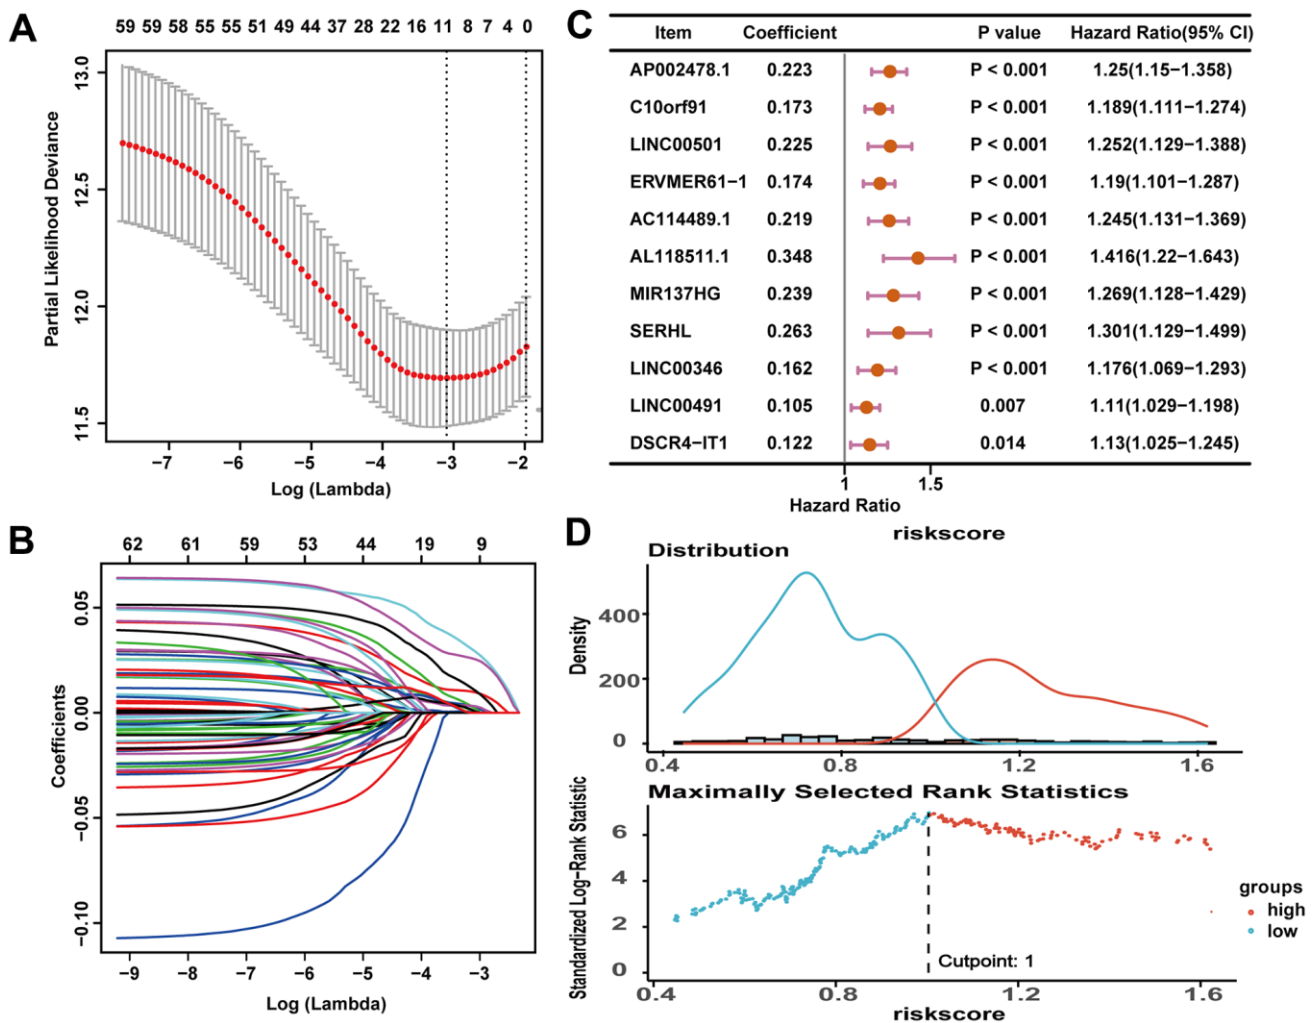 A
59 59 58 55 55 51 49 44 37 28 22 16 11 8 7 4 0
Partial Likelihood Deviance
13.0
12.5
12.0
11.5
−7 −6 −5 −4 −3 −2
Log (Lambda)
C
Item Coefficient P value Hazard Ratio(95% CI)
AP002478.1 0.223 P < 0.001 1.25(1.15−1.358)
C10orf91 0.173 P < 0.001 1.189(1.111−1.274)
LINC00501 0.225 P < 0.001 1.252(1.129−1.388)
ERVMER61−1 0.174 P < 0.001 1.19(1.101−1.287)
AC114489.1 0.219 P < 0.001 1.245(1.131−1.369)
AL118511.1 0.348 P < 0.001 1.416(1.22−1.643)
MIR137HG 0.239 P < 0.001 1.269(1.128−1.429)
SERHL 0.263 P < 0.001 1.301(1.129−1.499)
LINC00346 0.162 P < 0.001 1.176(1.069−1.293)
LINC00491 0.105 0.007 1.11(1.029−1.198)
DSCR4−IT1 0.122 0.014 1.13(1.025−1.245)
1 1.5
Hazard Ratio
B
62 61 59 53 44 19 9
Coefficients
0.05
0.00
−0.05
−0.10
−9 −8 −7 −6 −5 −4 −3
Log (Lambda)
D
riskscore
Distribution
Density
400
200
0
0.4 0.8 1.2 1.6
Maximally Selected Rank Statistics
Standardized Log−Rank Statistic
6
4
2
0
Cutpoint: 1
0.4 0.8 1.2 1.6
riskscore
groups
high
low